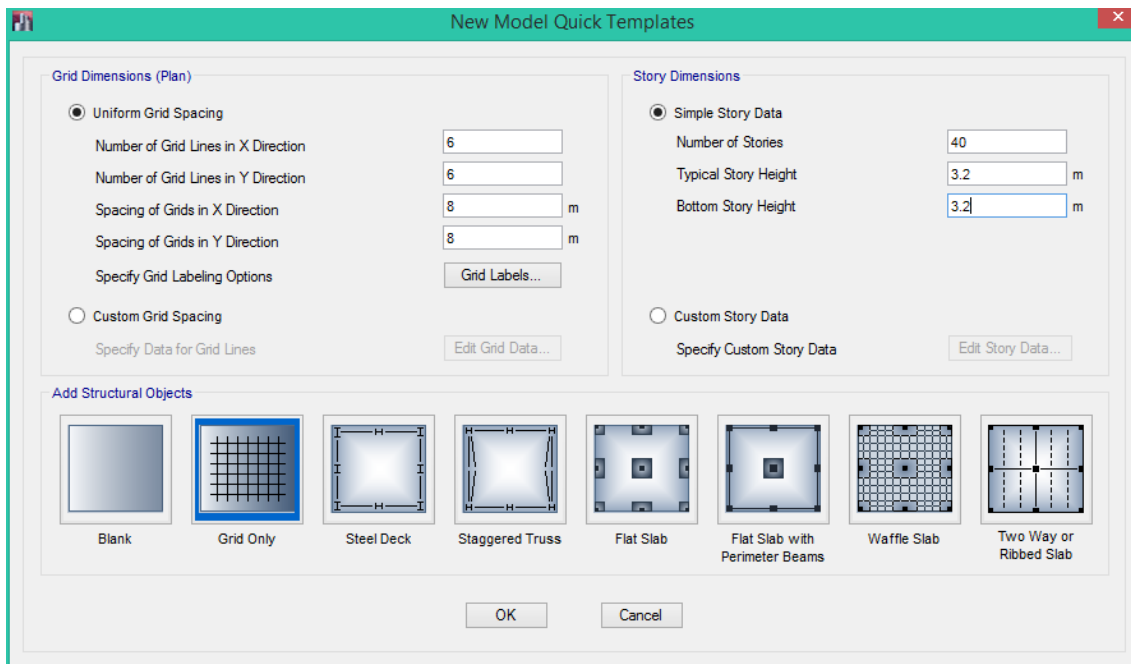 New Model Quick Templates
Grid Dimensions (Plan)
Uniform Grid Spacing
Number of Grid Lines in X Direction 6
Number of Grid Lines in Y Direction 6
Spacing of Grids in X Direction 8 m
Spacing of Grids in Y Direction 8 m
Specify Grid Labeling Options Grid Labels...
Custom Grid Spacing
Specify Data for Grid Lines Edit Grid Data...
Story Dimensions
Simple Story Data
Number of Stories 40
Typical Story Height 3.2 m
Bottom Story Height 3.2 m
Custom Story Data
Specify Custom Story Data Edit Story Data...
Add Structural Objects
Blank
Grid Only
Steel Deck
Staggered Truss
Flat Slab
Flat Slab with
Perimeter Beams
Waffle Slab
Two Way or
Ribbed Slab
OK
Cancel